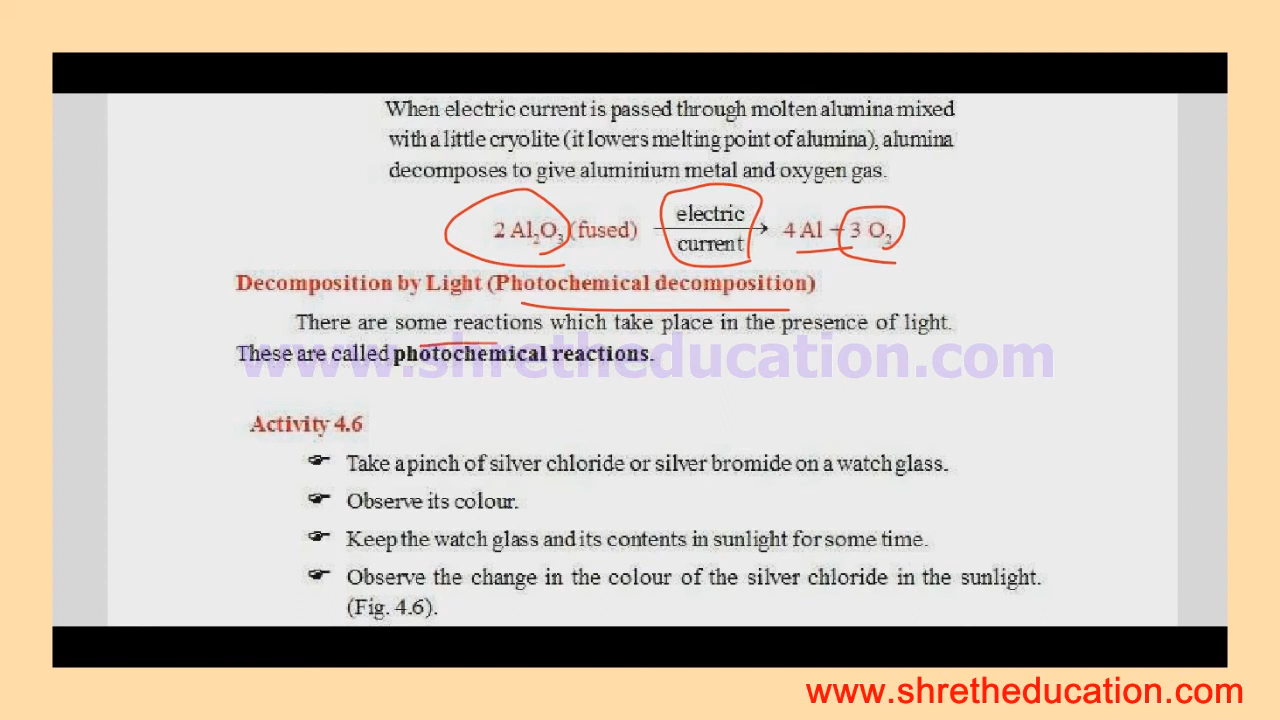 When electric current is passed through molten alumina mixed
with a little cryolite (it lowers melting point of alumina), alumina
decomposes to give aluminium metal and oxygen gas.
2 Al₂O₃ (fused) electric current → 4 Al + 3 O₂
Decomposition by Light (Photochemical decomposition)
There are some reactions which take place in the presence of light.
These are called photochemical reactions.
www.shretheducation.com
Activity 4.6
☞ Take a pinch of silver chloride or silver bromide on a watch glass.
☞ Observe its colour.
☞ Keep the watch glass and its contents in sunlight for some time.
☞ Observe the change in the colour of the silver chloride in the sunlight.
(Fig. 4.6).
www.shretheducation.com